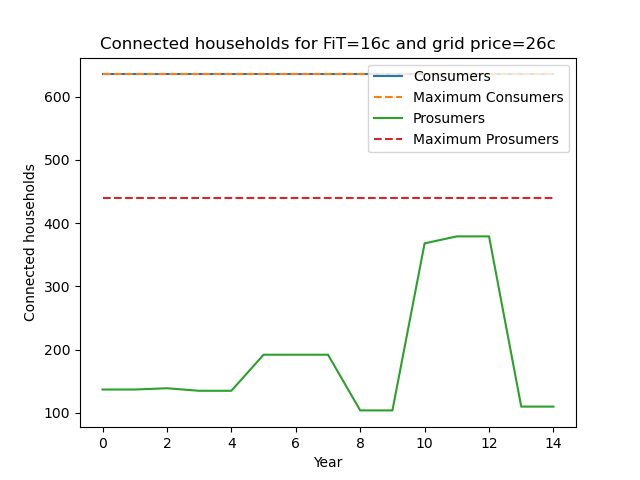 Connected households for FiT=16c and grid price=26c
Consumers
Maximum Consumers
Prosumers
Maximum Prosumers
Connected households
600
500
400
300
200
100
0 2 4 6 8 10 12 14
Year